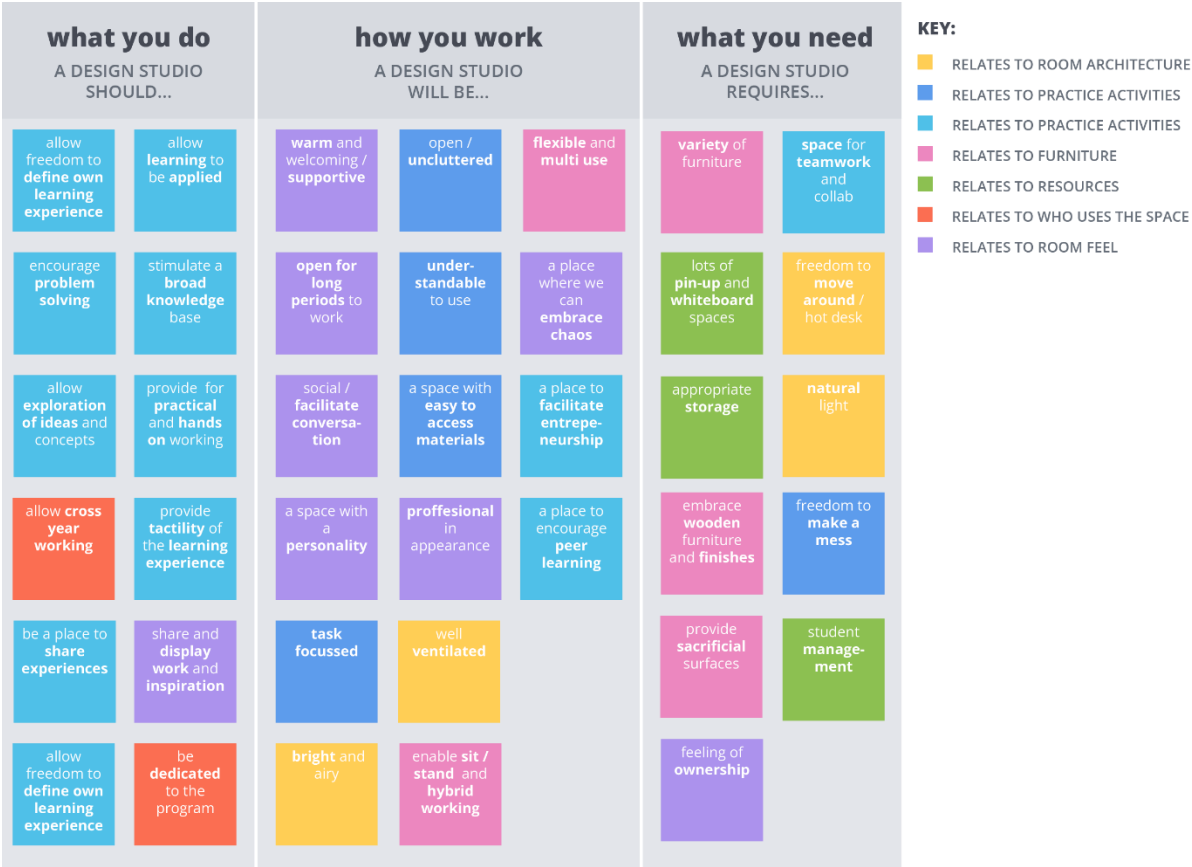 what you do
A DESIGN STUDIO
SHOULD...
allow
freedom to
define own
learning
experience
allow
learning to
be applied
encourage
problem
solving
stimulate a
broad
knowledge
base
allow
exploration
of ideas and
concepts
provide for
practical
and hands
on working
allow cross
year
working
provide
tactility of
the learning
experience
be a place to
share
experiences
share and
display
work and
inspiration
allow
freedom to
define own
learning
experience
be
dedicated
to the
program
how you work
A DESIGN STUDIO
WILL BE...
warm and
welcoming /
supportive
open /
uncluttered
flexible and
multi use
open for
long
periods to
work
under-
standable
to use
a place
where we
can
embrace
chaos
social /
facilitate
conversa-
tion
a space with
easy to
access
materials
a place to
facilitate
entrepe-
neurship
a space with
a
personality
proffesional
in
appearance
a place to
encourage
peer
learning
task
focussed
well
ventilated
bright and
airy
enable sit /
stand and
hybrid
working
what you need
A DESIGN STUDIO
REQUIRES...
variety of
furniture
space for
teamwork
and
collab
lots of
pin-up and
whiteboard
spaces
freedom to
move
around /
hot desk
appropriate
storage
natural
light
embrace
wooden
furniture
and finishes
freedom to
make a
mess
provide
sacrificial
surfaces
student
manage-
ment
feeling of
ownership
KEY:
RELATES TO ROOM ARCHITECTURE
RELATES TO PRACTICE ACTIVITIES
RELATES TO PRACTICE ACTIVITIES
RELATES TO FURNITURE
RELATES TO RESOURCES
RELATES TO WHO USES THE SPACE
RELATES TO ROOM FEEL